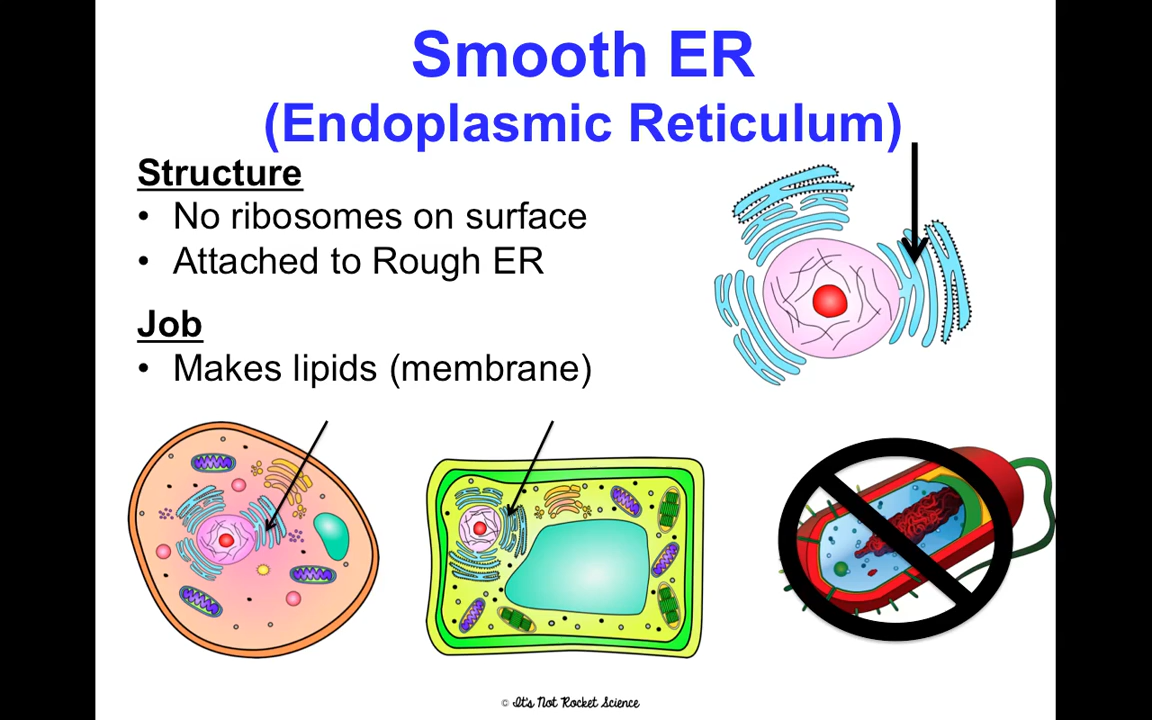 Smooth ER
(Endoplasmic Reticulum)
Structure
• No ribosomes on surface
• Attached to Rough ER
Job
• Makes lipids (membrane)
© It's Not Rocket Science